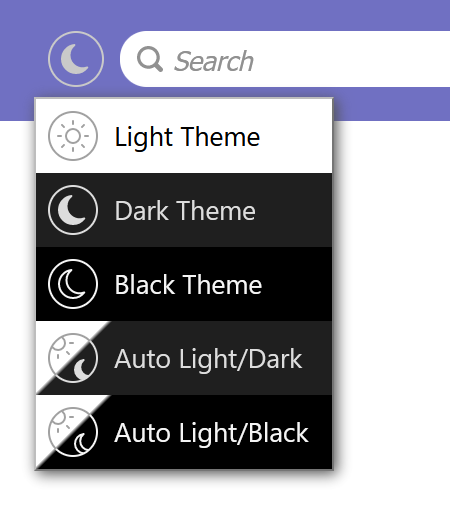 Search
Light Theme
Dark Theme
Black Theme
Auto Light/Dark
Auto Light/Black